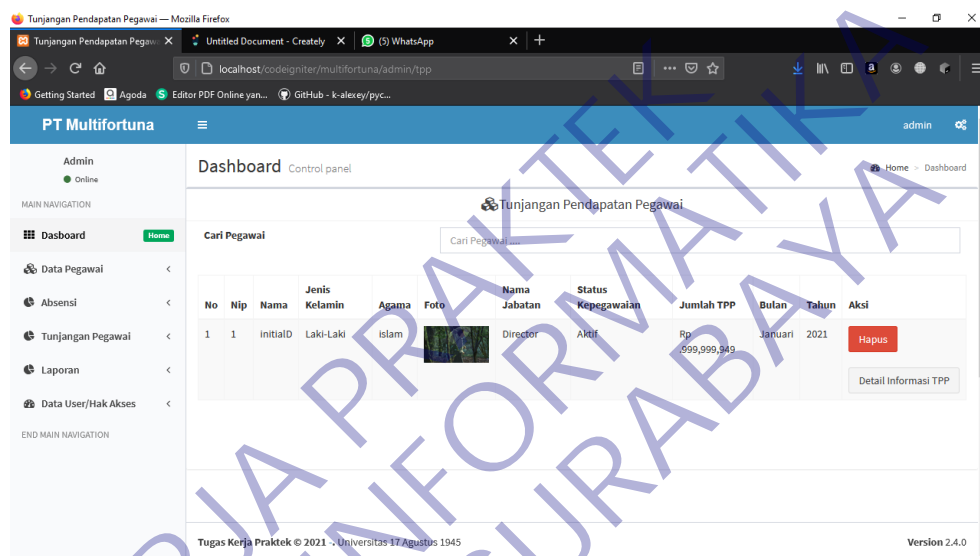 Tunjangan Pendapatan Pegawai — Mozilla Firefox
Tunjangan Pendapatan Pegawa
Untitled Document - Creately
(5) WhatsApp
localhost/codeigniter/multifortuna/admin/tpp
Getting Started Agoda Editor PDF Online yan... GitHub - k-alexey/pyc...
PT Multifortuna
admin
Admin
Online
MAIN NAVIGATION
Dasboard Home
Data Pegawai
Absensi
Tunjangan Pegawai
Laporan
Data User/Hak Akses
END MAIN NAVIGATION
Dashboard Control panel
Home > Dashboard
Tunjangan Pendapatan Pegawai
Cari Pegawai
Cari Pegawai ....
No Nip Nama Jenis Kelamin Agama Foto Nama Jabatan Status Kepegawaian Jumlah TPP Bulan Tahun Aksi
1 1 initialD Laki-Laki islam Director Aktif Rp .999,999,949 Januari 2021 Hapus
Detail Informasi TPP
Tugas Kerja Praktek © 2021 - . Universitas 17 Agustus 1945
Version 2.4.0
RJA PRAKTEK
INFORMATIKA
SURABAYA